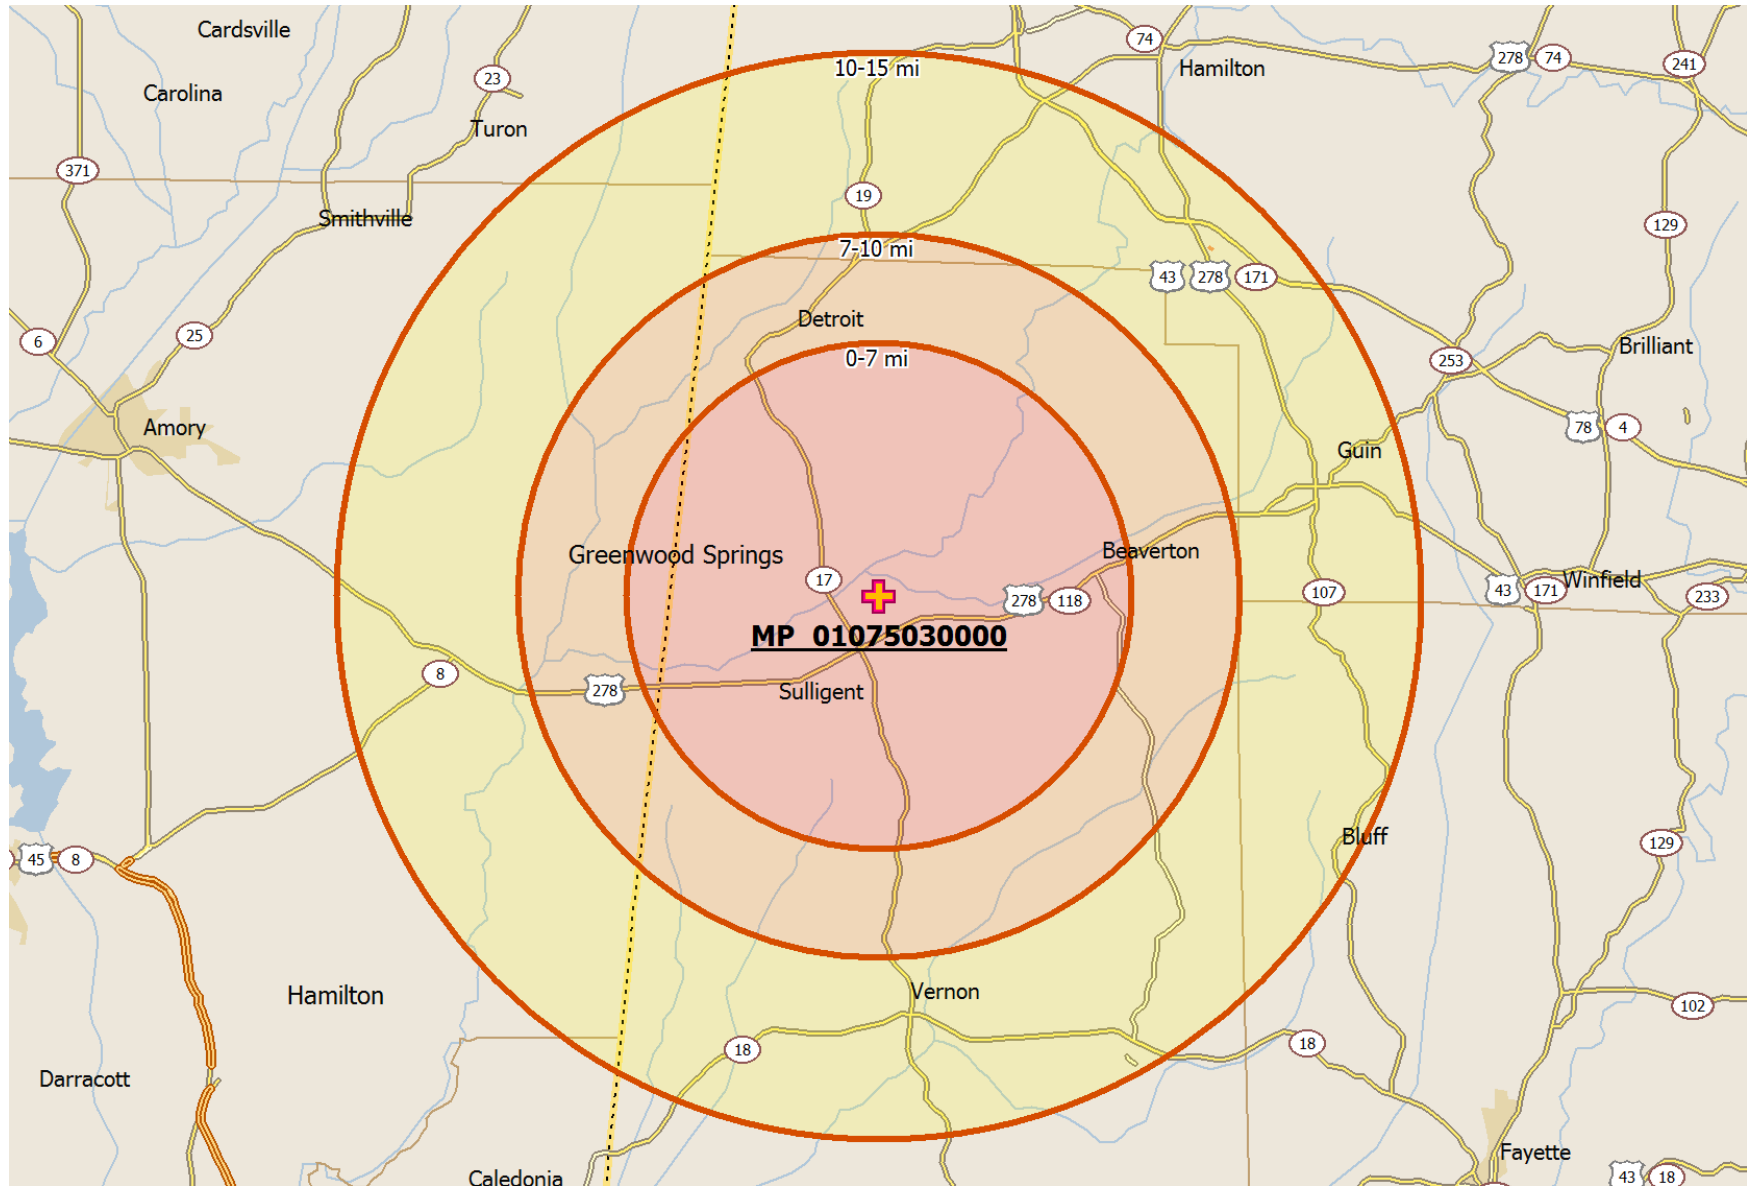 Cardsville
74
10-15 mi
Hamilton
278
74
241
23
Carolina
Turon
371
19
Smithville
129
7-10 mi
43
278
171
Detroit
25
6
Brilliant
0-7 mi
253
Amory
78
4
Guin
Greenwood Springs
Beaverton
17
Winfield
43
171
107
233
278
118
MP_01075030000
8
278
Sulligent
Bluff
129
45
8
Hamilton
Vernon
102
18
18
Darracott
Fayette
Caledonia
43
18